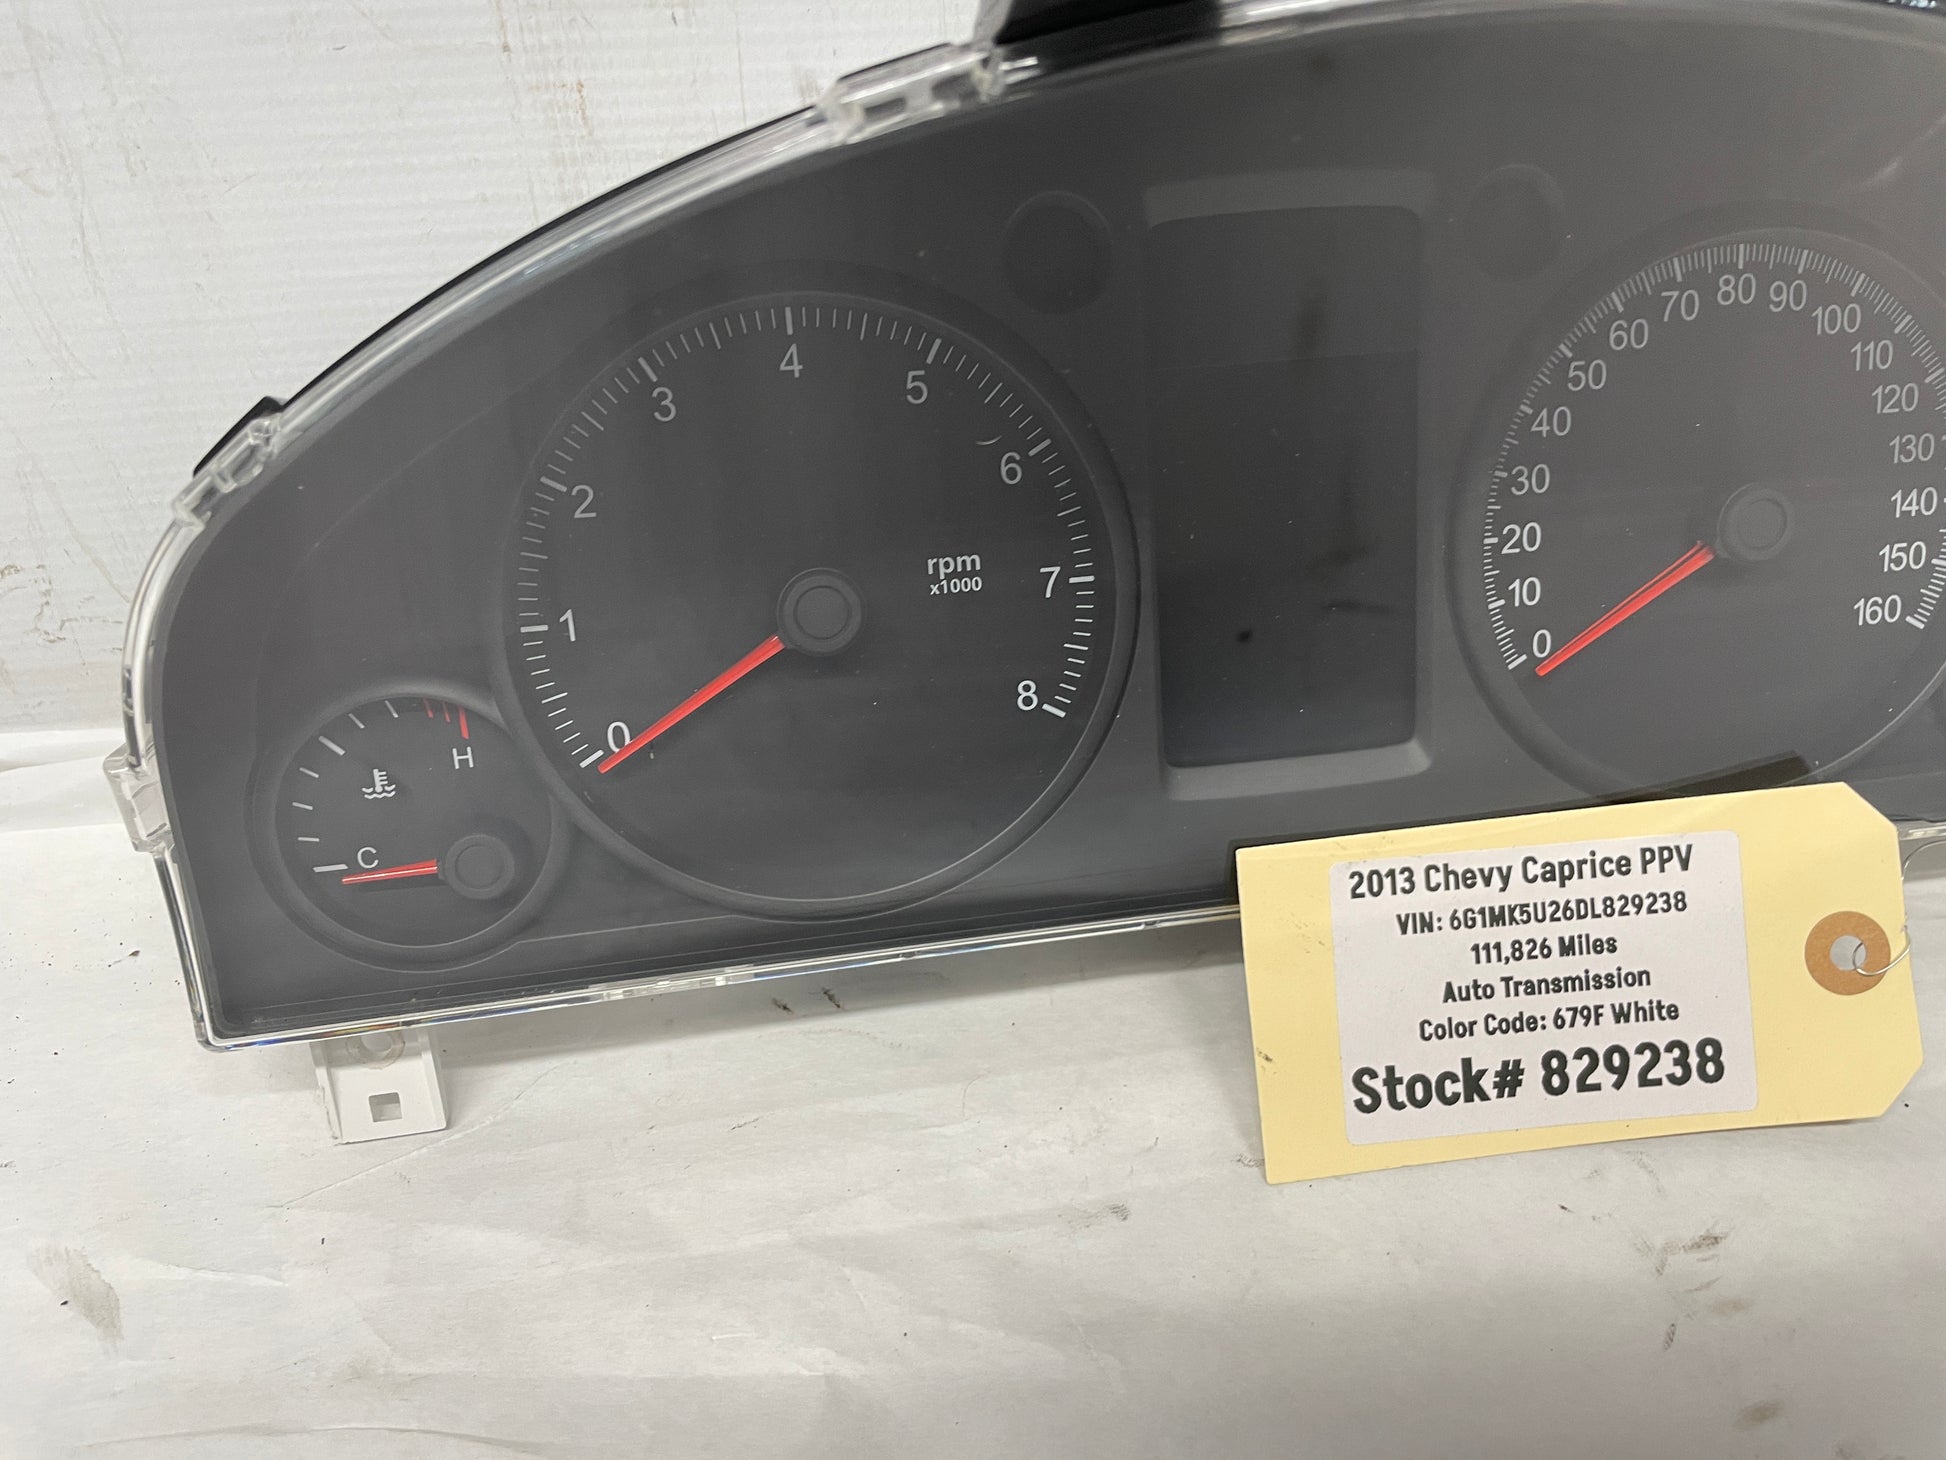 0
1
2
3
4
5
6
7
8
rpm
x1000
C
H
0
10
20
30
40
50
60
70
80
90
100
110
120
130
140
150
160
2013 Chevy Caprice PPV
VIN: 6G1MK5U26DL829238
111,826 Miles
Auto Transmission
Color Code: 679F White
Stock# 829238